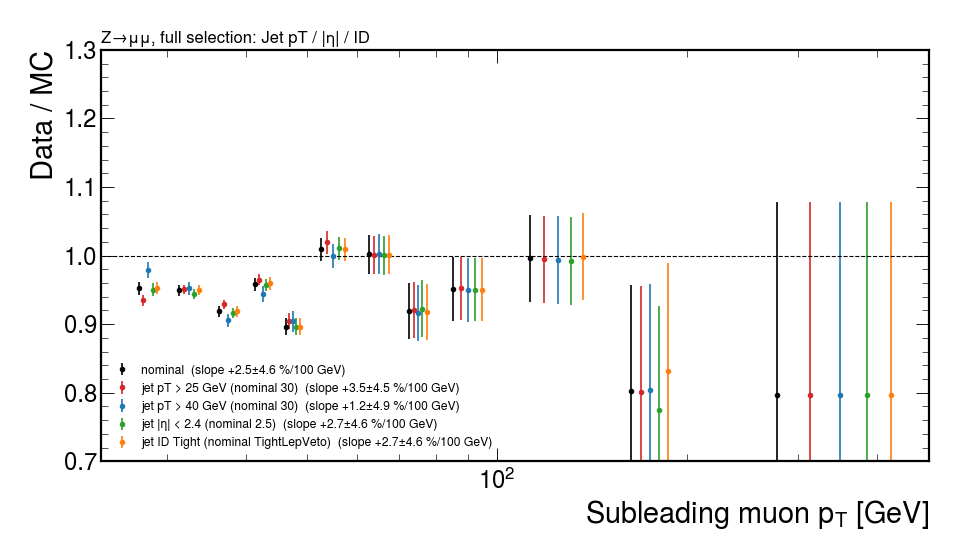 Z→μμ, full selection: Jet pT / |η| / ID
Data / MC
1.3
1.2
1.1
1.0
0.9
0.8
0.7
nominal (slope +2.5±4.6 %/100 GeV)
jet pT > 25 GeV (nominal 30) (slope +3.5±4.5 %/100 GeV)
jet pT > 40 GeV (nominal 30) (slope +1.2±4.9 %/100 GeV)
jet |η| < 2.4 (nominal 2.5) (slope +2.7±4.6 %/100 GeV)
jet ID Tight (nominal TightLepVeto) (slope +2.7±4.6 %/100 GeV)
10²
Subleading muon p_T [GeV]